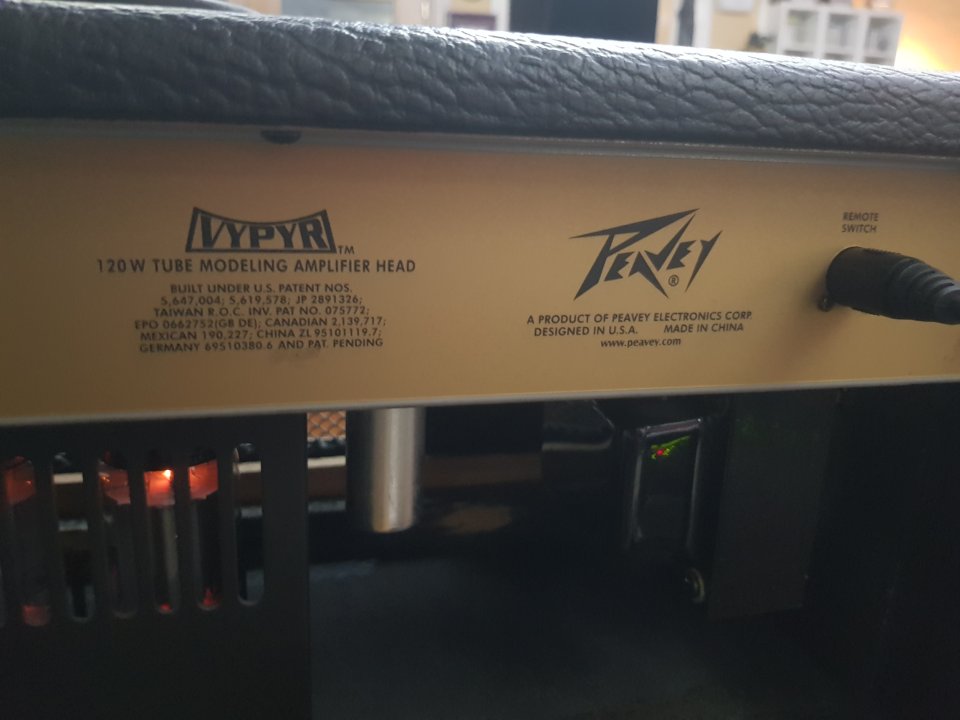 VYPYR™
120W TUBE MODELING AMPLIFIER HEAD
BUILT UNDER U.S. PATENT NOS.
5,647,004; 5,619,578; JP 2891326;
TAIWAN R.O.C. INV. PAT NO. 075772;
EPO 0662752(GB DE); CANADIAN 2,139,717;
MEXICAN 190,227; CHINA ZL 95101119.7;
GERMANY 69510380.6 AND PAT. PENDING
PEAVEY®
A PRODUCT OF PEAVEY ELECTRONICS CORP.
DESIGNED IN U.S.A. MADE IN CHINA
www.peavey.com
REMOTE
SWITCH